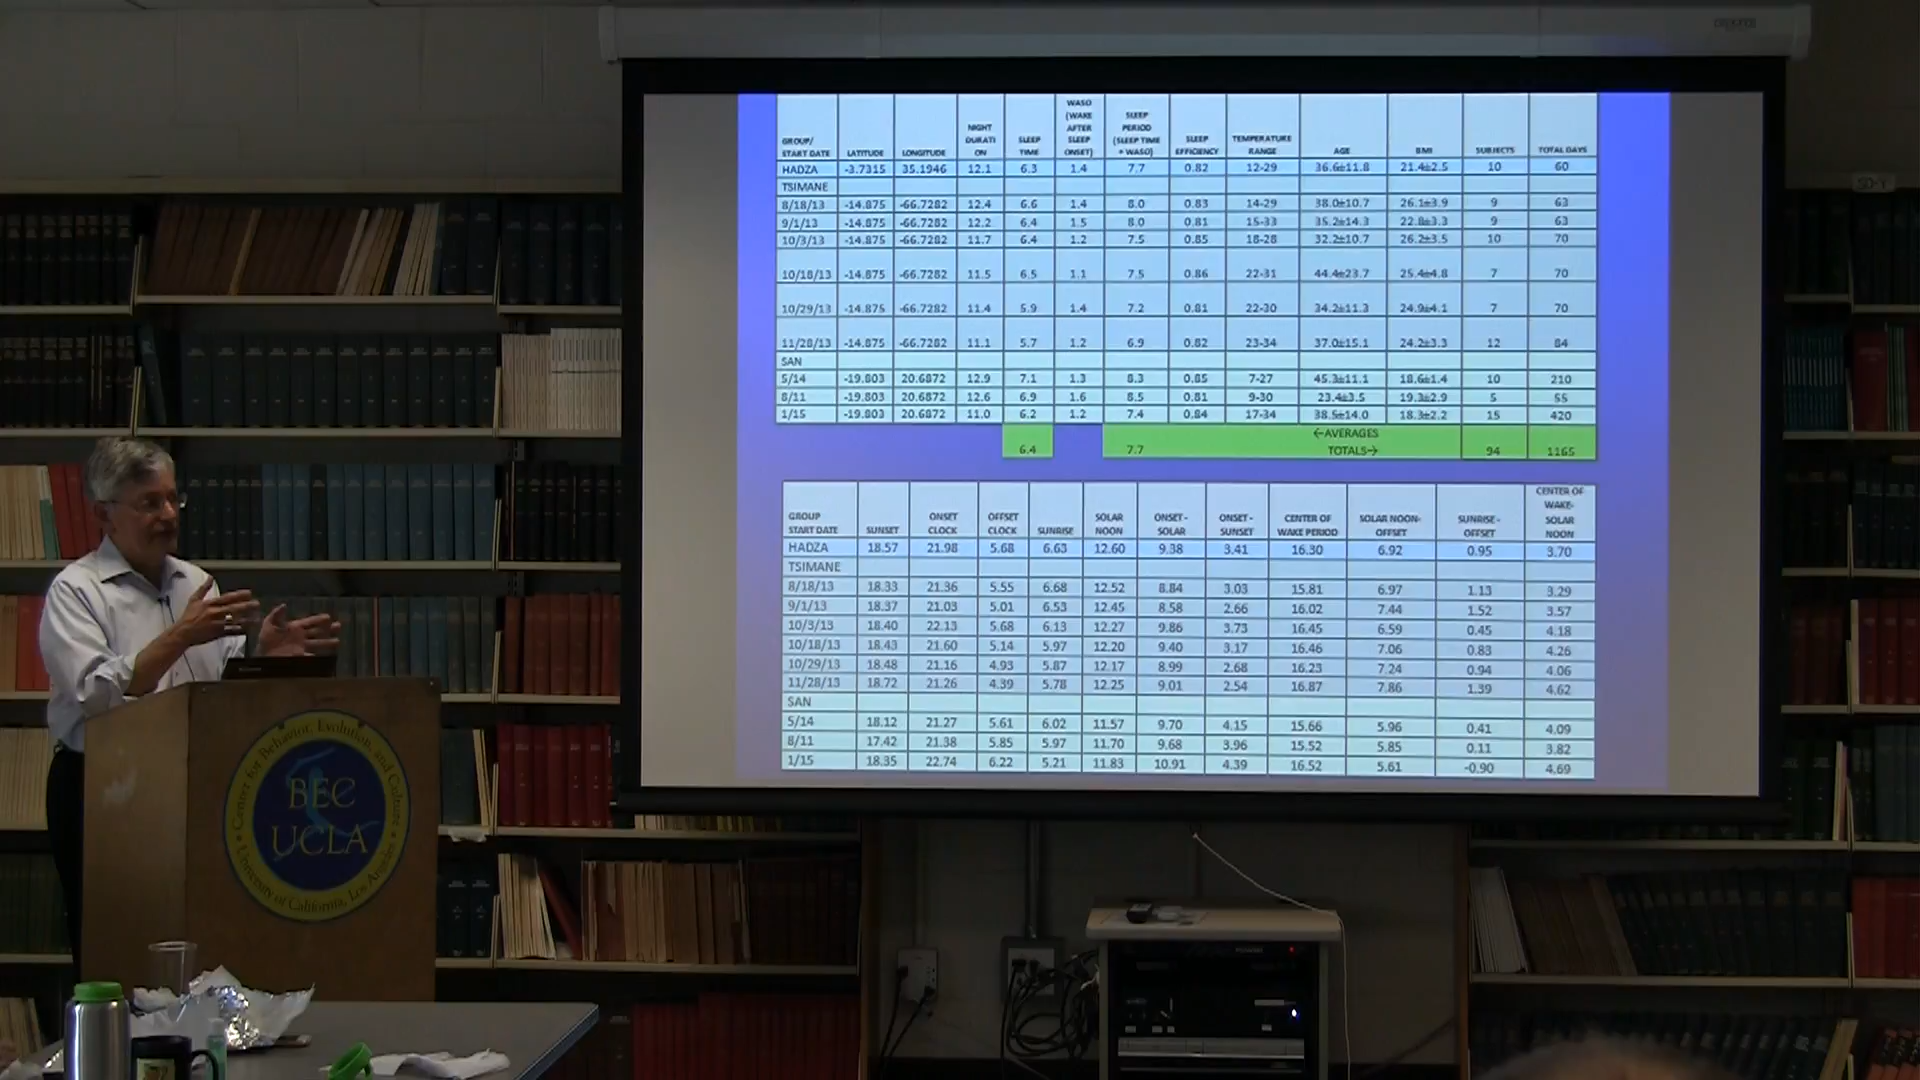 GROUP/ START DATE LATITUDE LONGITUDE NIGHT DURATI ON SLEEP TIME WASO (WAKE AFTER SLEEP ONSET) SLEEP PERIOD (SLEEP TIME + WASO) SLEEP EFFICIENCY TEMPERATURE RANGE AGE BMI SUBJECTS TOTAL DAYS
HADZA -3.7315 35.1946 12.1 6.3 1.4 7.7 0.82 12-29 36.6±11.8 21.4±2.5 10 60
TSIMANE
8/18/13 -14.875 -66.7282 12.4 6.6 1.4 8.0 0.83 14-29 38.0±10.7 26.1±3.9 9 63
9/1/13 -14.875 -66.7282 12.2 6.4 1.5 8.0 0.81 15-33 35.2±14.3 22.8±3.3 9 63
10/3/13 -14.875 -66.7282 11.7 6.4 1.2 7.5 0.85 18-28 32.2±10.7 26.2±3.5 10 70
10/18/13 -14.875 -66.7282 11.5 6.5 1.1 7.5 0.86 22-31 44.4±23.7 25.4±4.8 7 70
10/29/13 -14.875 -66.7282 11.4 5.9 1.4 7.2 0.81 22-30 34.2±11.3 24.9±4.1 7 70
11/28/13 -14.875 -66.7282 11.1 5.7 1.2 6.9 0.82 23-34 37.0±15.1 24.2±3.3 12 84
SAN
5/14 -19.803 20.6872 12.9 7.1 1.3 8.3 0.85 7-27 45.3±11.1 18.6±1.4 10 210
8/11 -19.803 20.6872 12.6 6.9 1.6 8.5 0.81 9-30 23.4±3.5 19.3±2.9 5 55
1/15 -19.803 20.6872 11.0 6.2 1.2 7.4 0.84 17-34 38.5±14.0 18.3±2.2 15 420
←AVERAGES
6.4 7.7 TOTALS→ 94 1165
GROUP START DATE SUNSET ONSET CLOCK OFFSET CLOCK SUNRISE SOLAR NOON ONSET - SOLAR ONSET - SUNSET CENTER OF WAKE PERIOD SOLAR NOON- OFFSET SUNRISE - OFFSET CENTER OF WAKE- SOLAR NOON
HADZA 18.57 21.98 5.68 6.63 12.60 9.38 3.41 16.30 6.92 0.95 3.70
TSIMANE
8/18/13 18.33 21.36 5.55 6.68 12.52 8.84 3.03 15.81 6.97 1.13 3.29
9/1/13 18.37 21.03 5.01 6.53 12.45 8.58 2.66 16.02 7.44 1.52 3.57
10/3/13 18.40 22.13 5.68 6.13 12.27 9.86 3.73 16.45 6.59 0.45 4.18
10/18/13 18.43 21.60 5.14 5.97 12.20 9.40 3.17 16.46 7.06 0.83 4.26
10/29/13 18.48 21.16 4.93 5.87 12.17 8.99 2.68 16.23 7.24 0.94 4.06
11/28/13 18.72 21.26 4.39 5.78 12.25 9.01 2.54 16.87 7.86 1.39 4.62
SAN
5/14 18.12 21.27 5.61 6.02 11.57 9.70 4.15 15.66 5.96 0.41 4.09
8/11 17.42 21.38 5.85 5.97 11.70 9.68 3.96 15.52 5.85 0.11 3.82
1/15 18.35 22.74 6.22 5.21 11.83 10.91 4.39 16.52 5.61 -0.90 4.69
Center for Behavior, Evolution, and Culture
BEC
UCLA
University of California, Los Angeles